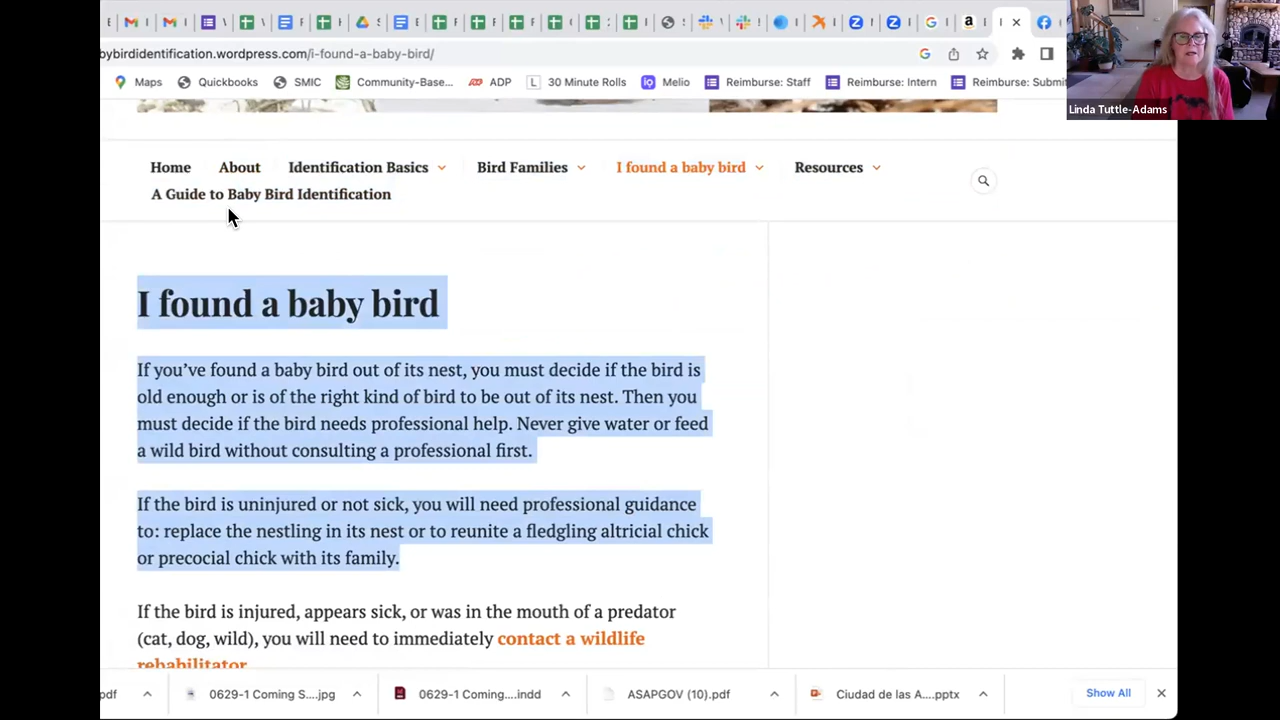 bybirdidentification.wordpress.com/i-found-a-baby-bird/
Maps Quickbooks SMIC Community-Base... ADP 30 Minute Rolls Melio Reimburse: Staff Reimburse: Intern Reimburse: Submi
Linda Tuttle-Adams
Home About Identification Basics Bird Families I found a baby bird Resources
A Guide to Baby Bird Identification
I found a baby bird
If you’ve found a baby bird out of its nest, you must decide if the bird is
old enough or is of the right kind of bird to be out of its nest. Then you
must decide if the bird needs professional help. Never give water or feed
a wild bird without consulting a professional first.
If the bird is uninjured or not sick, you will need professional guidance
to: replace the nestling in its nest or to reunite a fledgling altricial chick
or precocial chick with its family.
If the bird is injured, appears sick, or was in the mouth of a predator
(cat, dog, wild), you will need to immediately contact a wildlife
rehabilitator
pdf 0629-1 Coming S....jpg 0629-1 Coming....indd ASAPGOV (10).pdf Ciudad de las A....pptx Show All